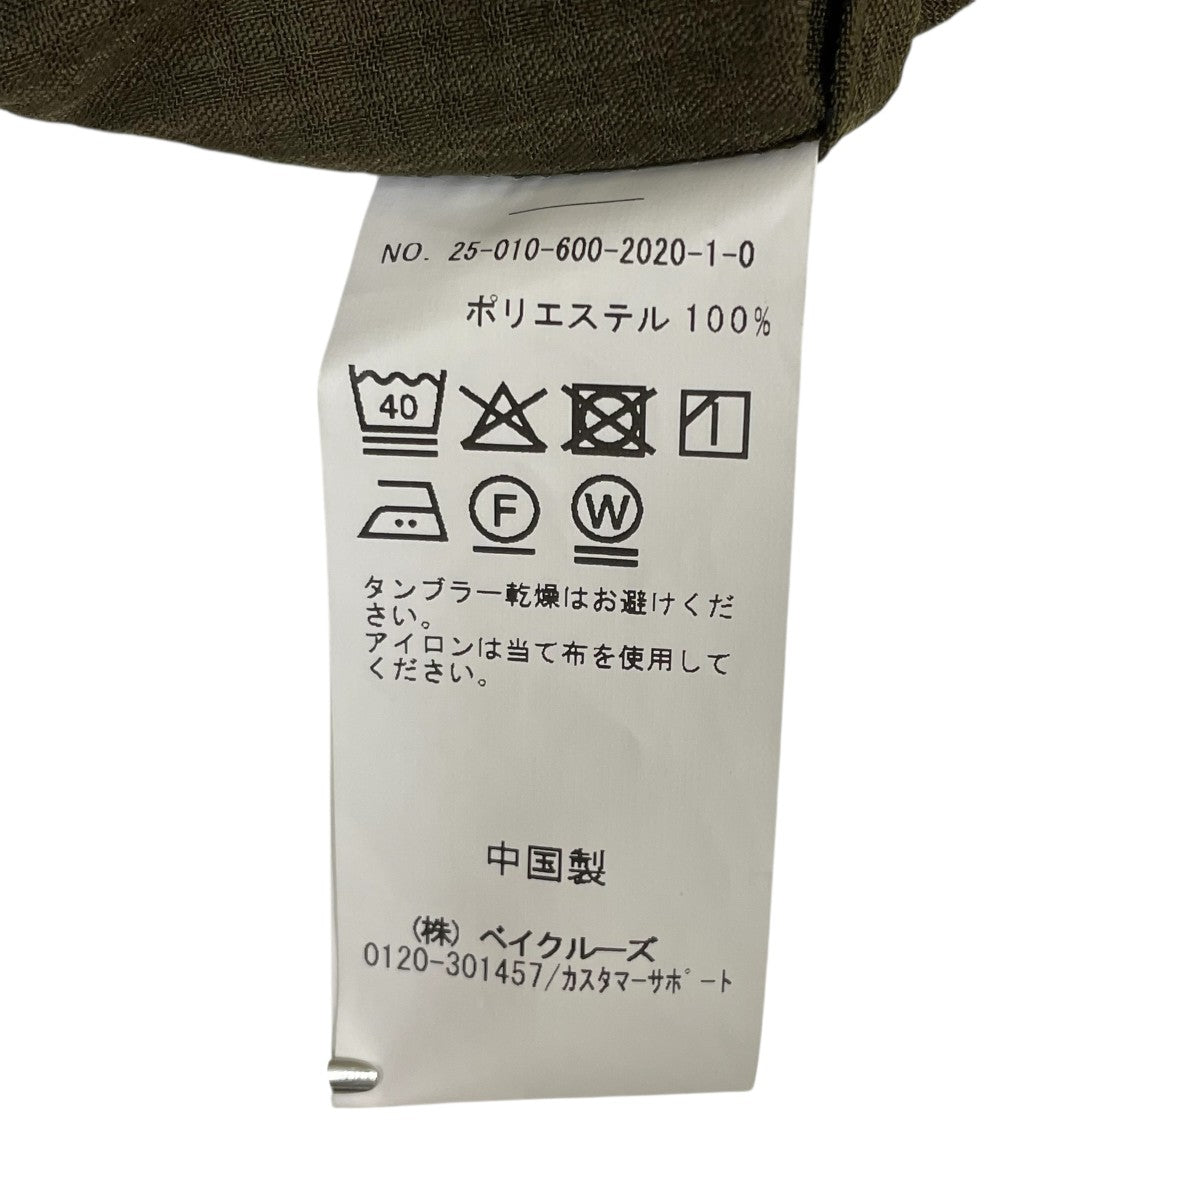 NO. 25-010-600-2020-1-0
ポリエステル 100%
40
F W
タンブラー乾燥はお避けくだ
さい。
アイロンは当て布を使用して
ください。
中国製
(株) ベイクルーズ
0120-301457/カスタマーサポート